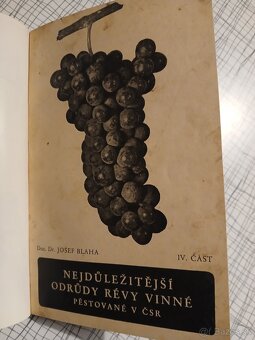 Doc. Dr. JOSEF BLAHA
IV. ČÁST
NEJDŮLEŽITĚJŠÍ
ODRŮDY RÉVY VINNÉ
PĚSTOVANÉ V ČSR